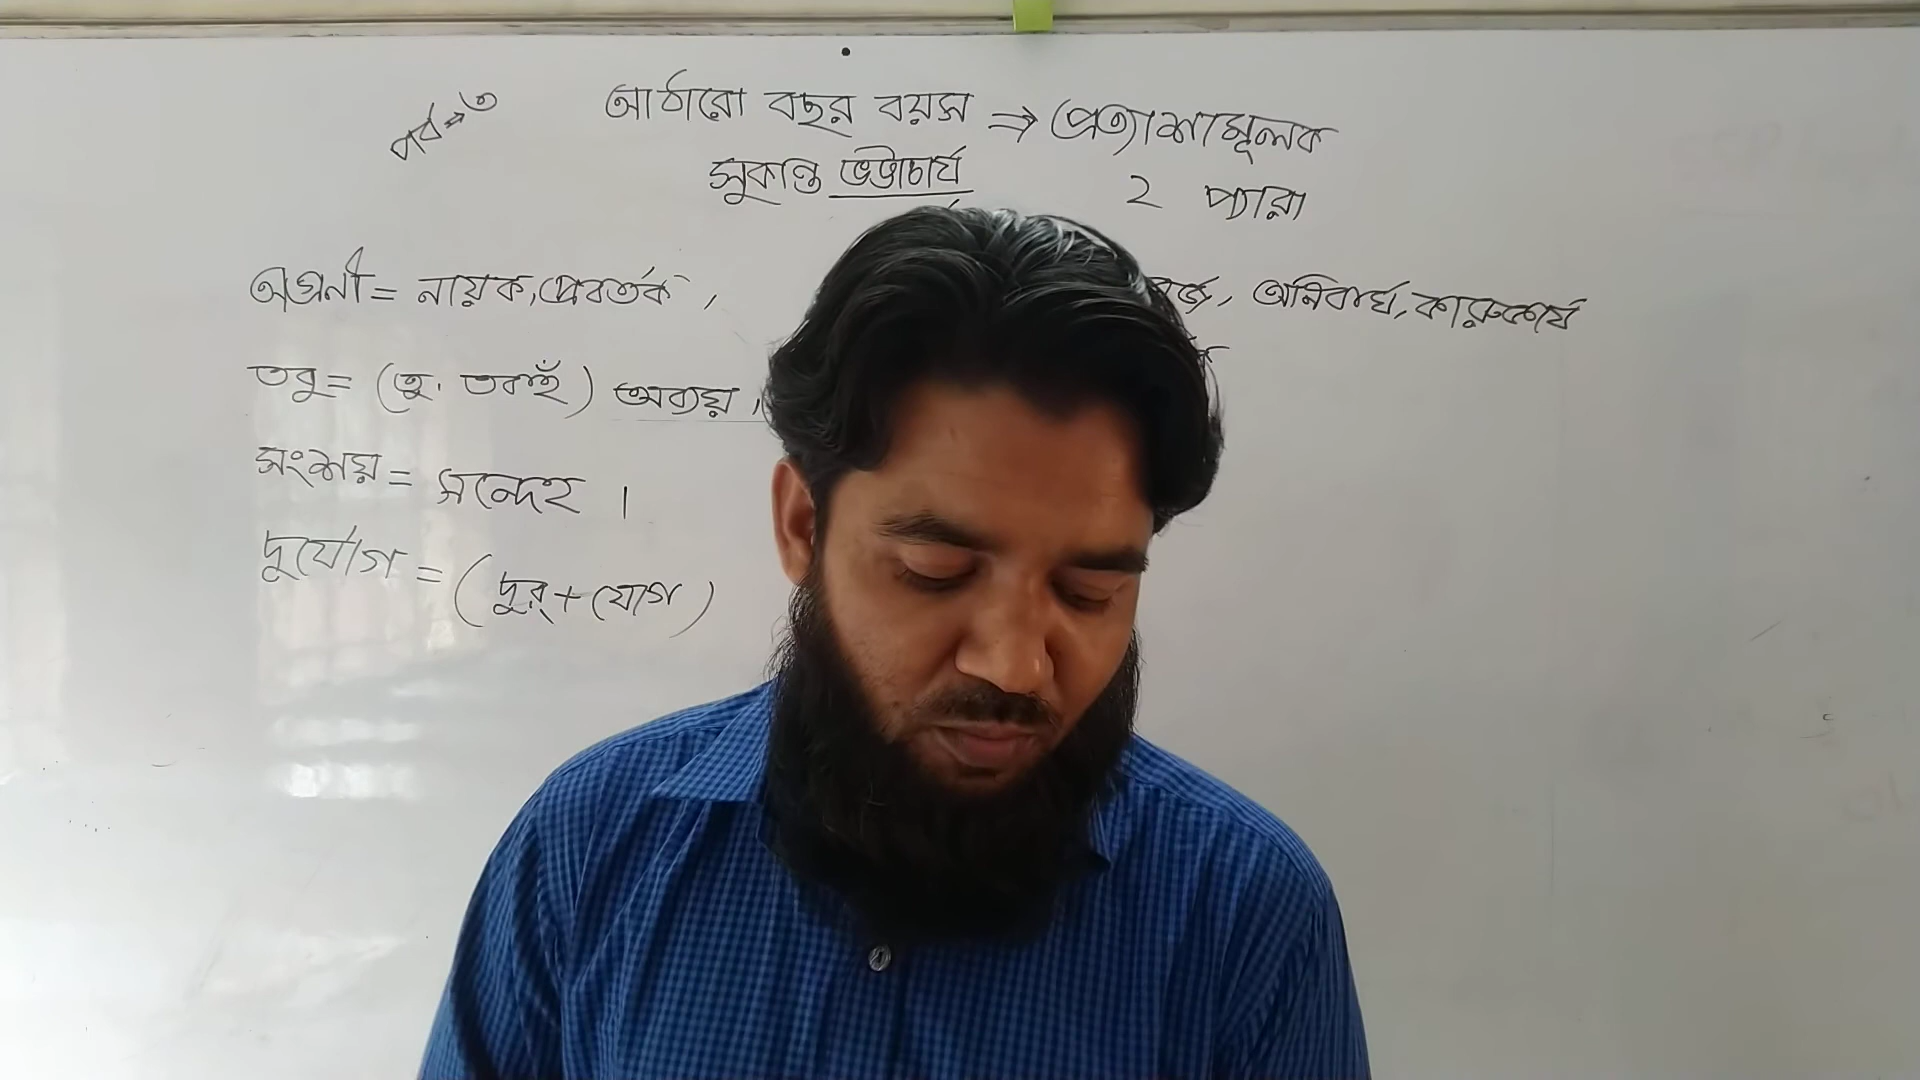 পর্ব→৩
আঠারো বছর বয়স ⇒ প্রত্যাশামূলক
সুকান্ত ভট্টাচার্য
২ প্যারা
অগ্রণী = নায়ক, প্রবর্তক,
অনিবার্য, কারুকার্য
তবু = (তু. তবহুঁ) অব্যয়,
সংশয় = সন্দেহ ।
দুর্যোগ = (দুর্+যোগ)